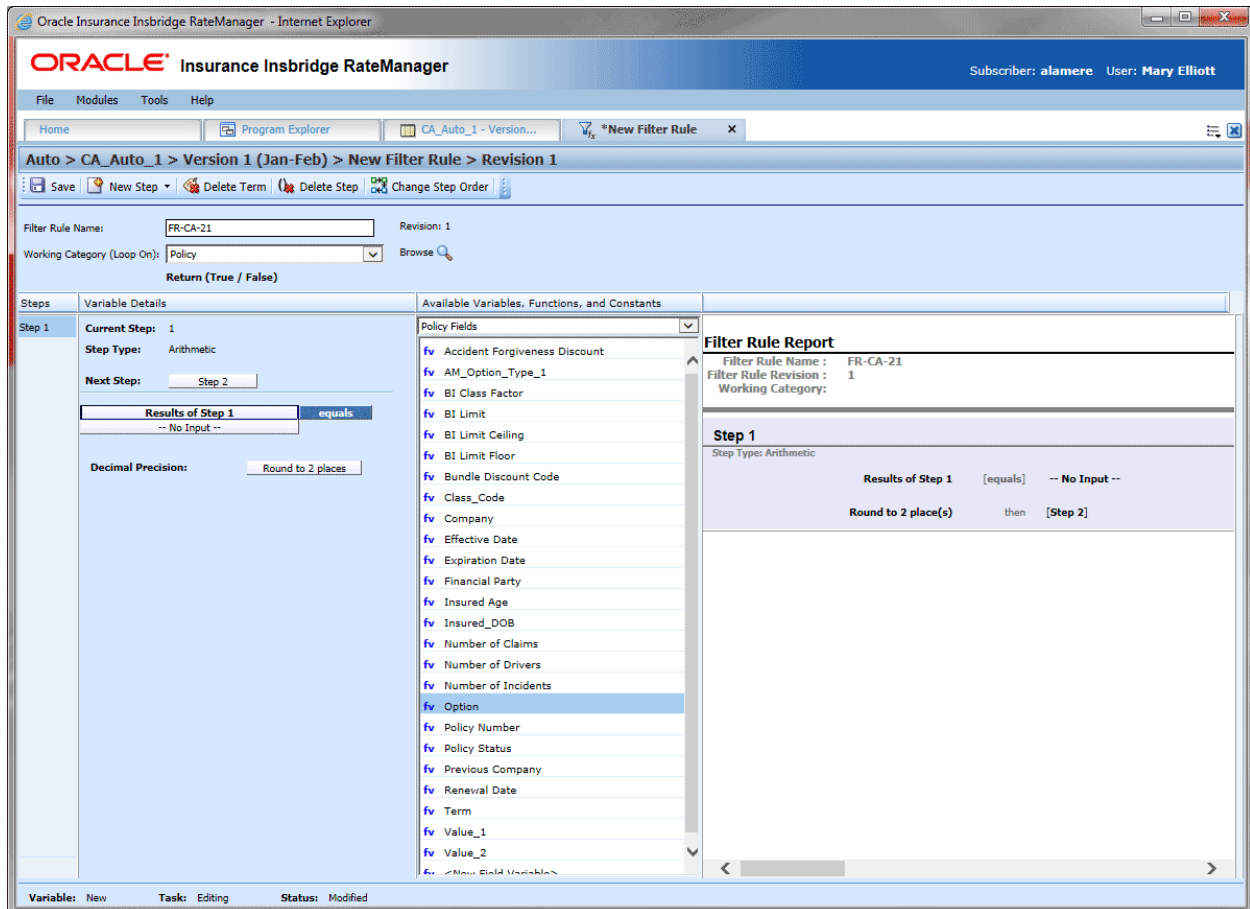 Oracle Insurance Insbridge RateManager - Internet Explorer
ORACLE Insurance Insbridge RateManager
Subscriber: alamere User: Mary Elliott
File Modules Tools Help
Home Program Explorer CA_Auto_1 - Version... *New Filter Rule
Auto > CA_Auto_1 > Version 1 (Jan-Feb) > New Filter Rule > Revision 1
Save New Step Delete Term Delete Step Change Step Order
Filter Rule Name: FR-CA-21 Revision: 1
Working Category (Loop On): Policy Browse
Return (True / False)
Steps Variable Details Available Variables, Functions, and Constants
Step 1
Current Step: 1
Step Type: Arithmetic
Next Step: Step 2
Results of Step 1 equals
-- No Input --
Decimal Precision: Round to 2 places
Policy Fields
fv Accident Forgiveness Discount
fv AM_Option_Type_1
fv BI Class Factor
fv BI Limit
fv BI Limit Ceiling
fv BI Limit Floor
fv Bundle Discount Code
fv Class_Code
fv Company
fv Effective Date
fv Expiration Date
fv Financial Party
fv Insured Age
fv Insured_DOB
fv Number of Claims
fv Number of Drivers
fv Number of Incidents
fv Option
fv Policy Number
fv Policy Status
fv Previous Company
fv Renewal Date
fv Term
fv Value_1
fv Value_2
fv <New Field Variable>
Filter Rule Report
Filter Rule Name : FR-CA-21
Filter Rule Revision : 1
Working Category:
Step 1
Step Type: Arithmetic
Results of Step 1 [equals] -- No Input --
Round to 2 place(s) then [Step 2]
Variable: New Task: Editing Status: Modified